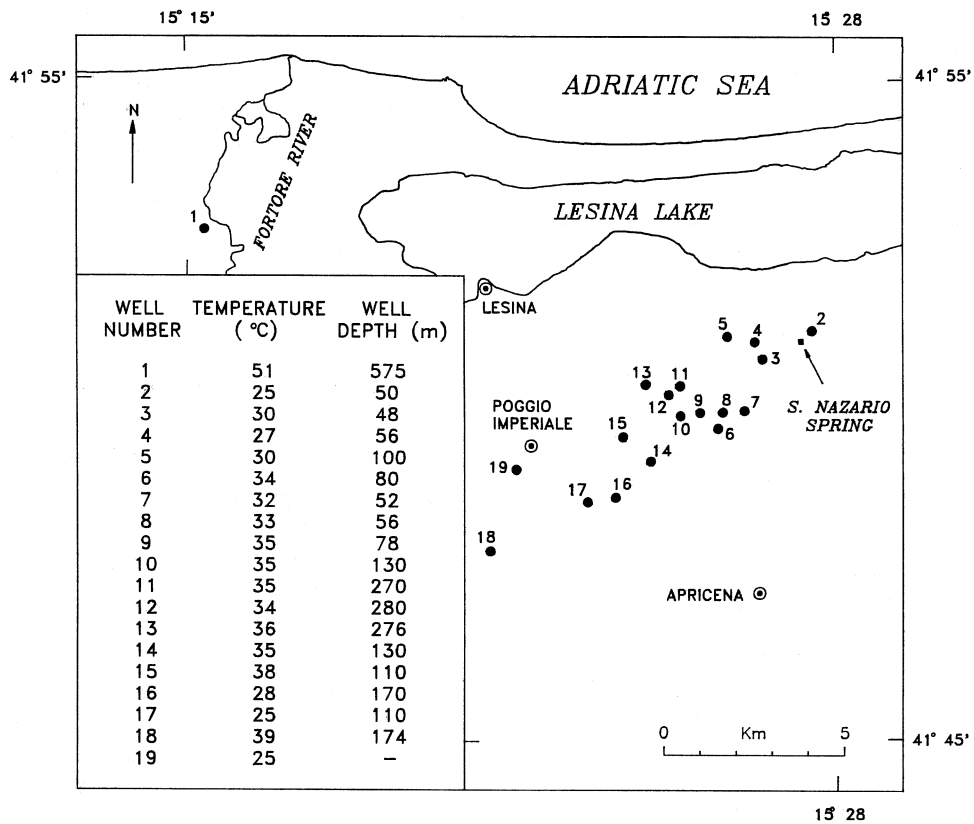 15° 15'
15° 28
41° 55'
41° 55'
ADRIATIC SEA
N
FORTORE RIVER
1
LESINA LAKE
LESINA
5
4
2
3
S. NAZARIO
SPRING
13
11
12
10
9
8
7
6
POGGIO
IMPERIALE
15
14
19
17
16
18
APRICENA
0 Km 5
41° 45'
15° 28
WELL TEMPERATURE WELL
NUMBER (°C) DEPTH (m)
1 51 575
2 25 50
3 30 48
4 27 56
5 30 100
6 34 80
7 32 52
8 33 56
9 35 78
10 35 130
11 35 270
12 34 280
13 36 276
14 35 130
15 38 110
16 28 170
17 25 110
18 39 174
19 25 –